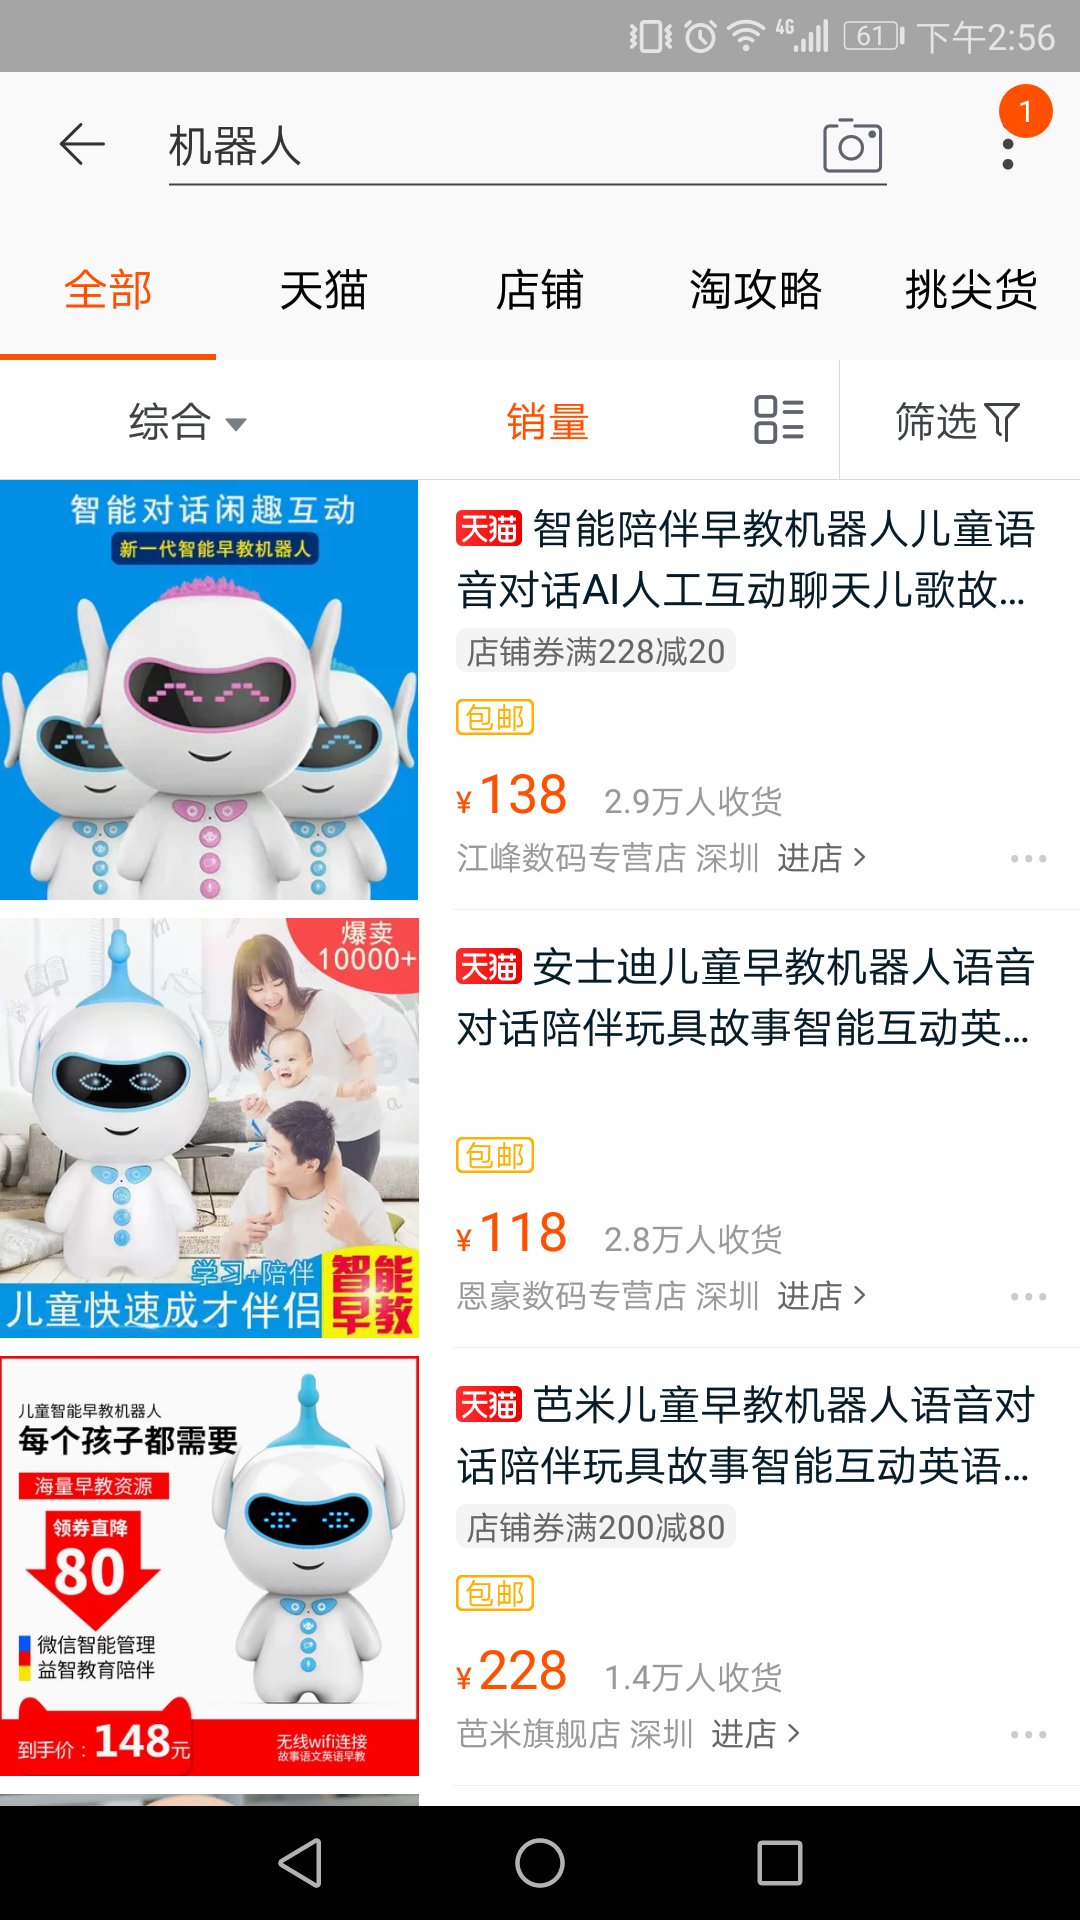 4G 61 下午2:56
机器人
1
全部 天猫 店铺 淘攻略 挑尖货
综合 销量 筛选
智能对话闲趣互动
新一代智能早教机器人
天猫 智能陪伴早教机器人儿童语
音对话AI人工互动聊天儿歌故...
店铺券满228减20
包邮
¥138 2.9万人收货
江峰数码专营店 深圳 进店
爆卖
10000+
学习+陪伴
儿童快速成才伴侣
智能
早教
天猫 安士迪儿童早教机器人语音
对话陪伴玩具故事智能互动英...
包邮
¥118 2.8万人收货
恩豪数码专营店 深圳 进店
儿童智能早教机器人
每个孩子都需要
海量早教资源
领券直降
80
微信智能管理
益智教育陪伴
到手价：148元
无线wifi连接
故事语文英语早教
天猫 芭米儿童早教机器人语音对
话陪伴玩具故事智能互动英语...
店铺券满200减80
包邮
¥228 1.4万人收货
芭米旗舰店 深圳 进店